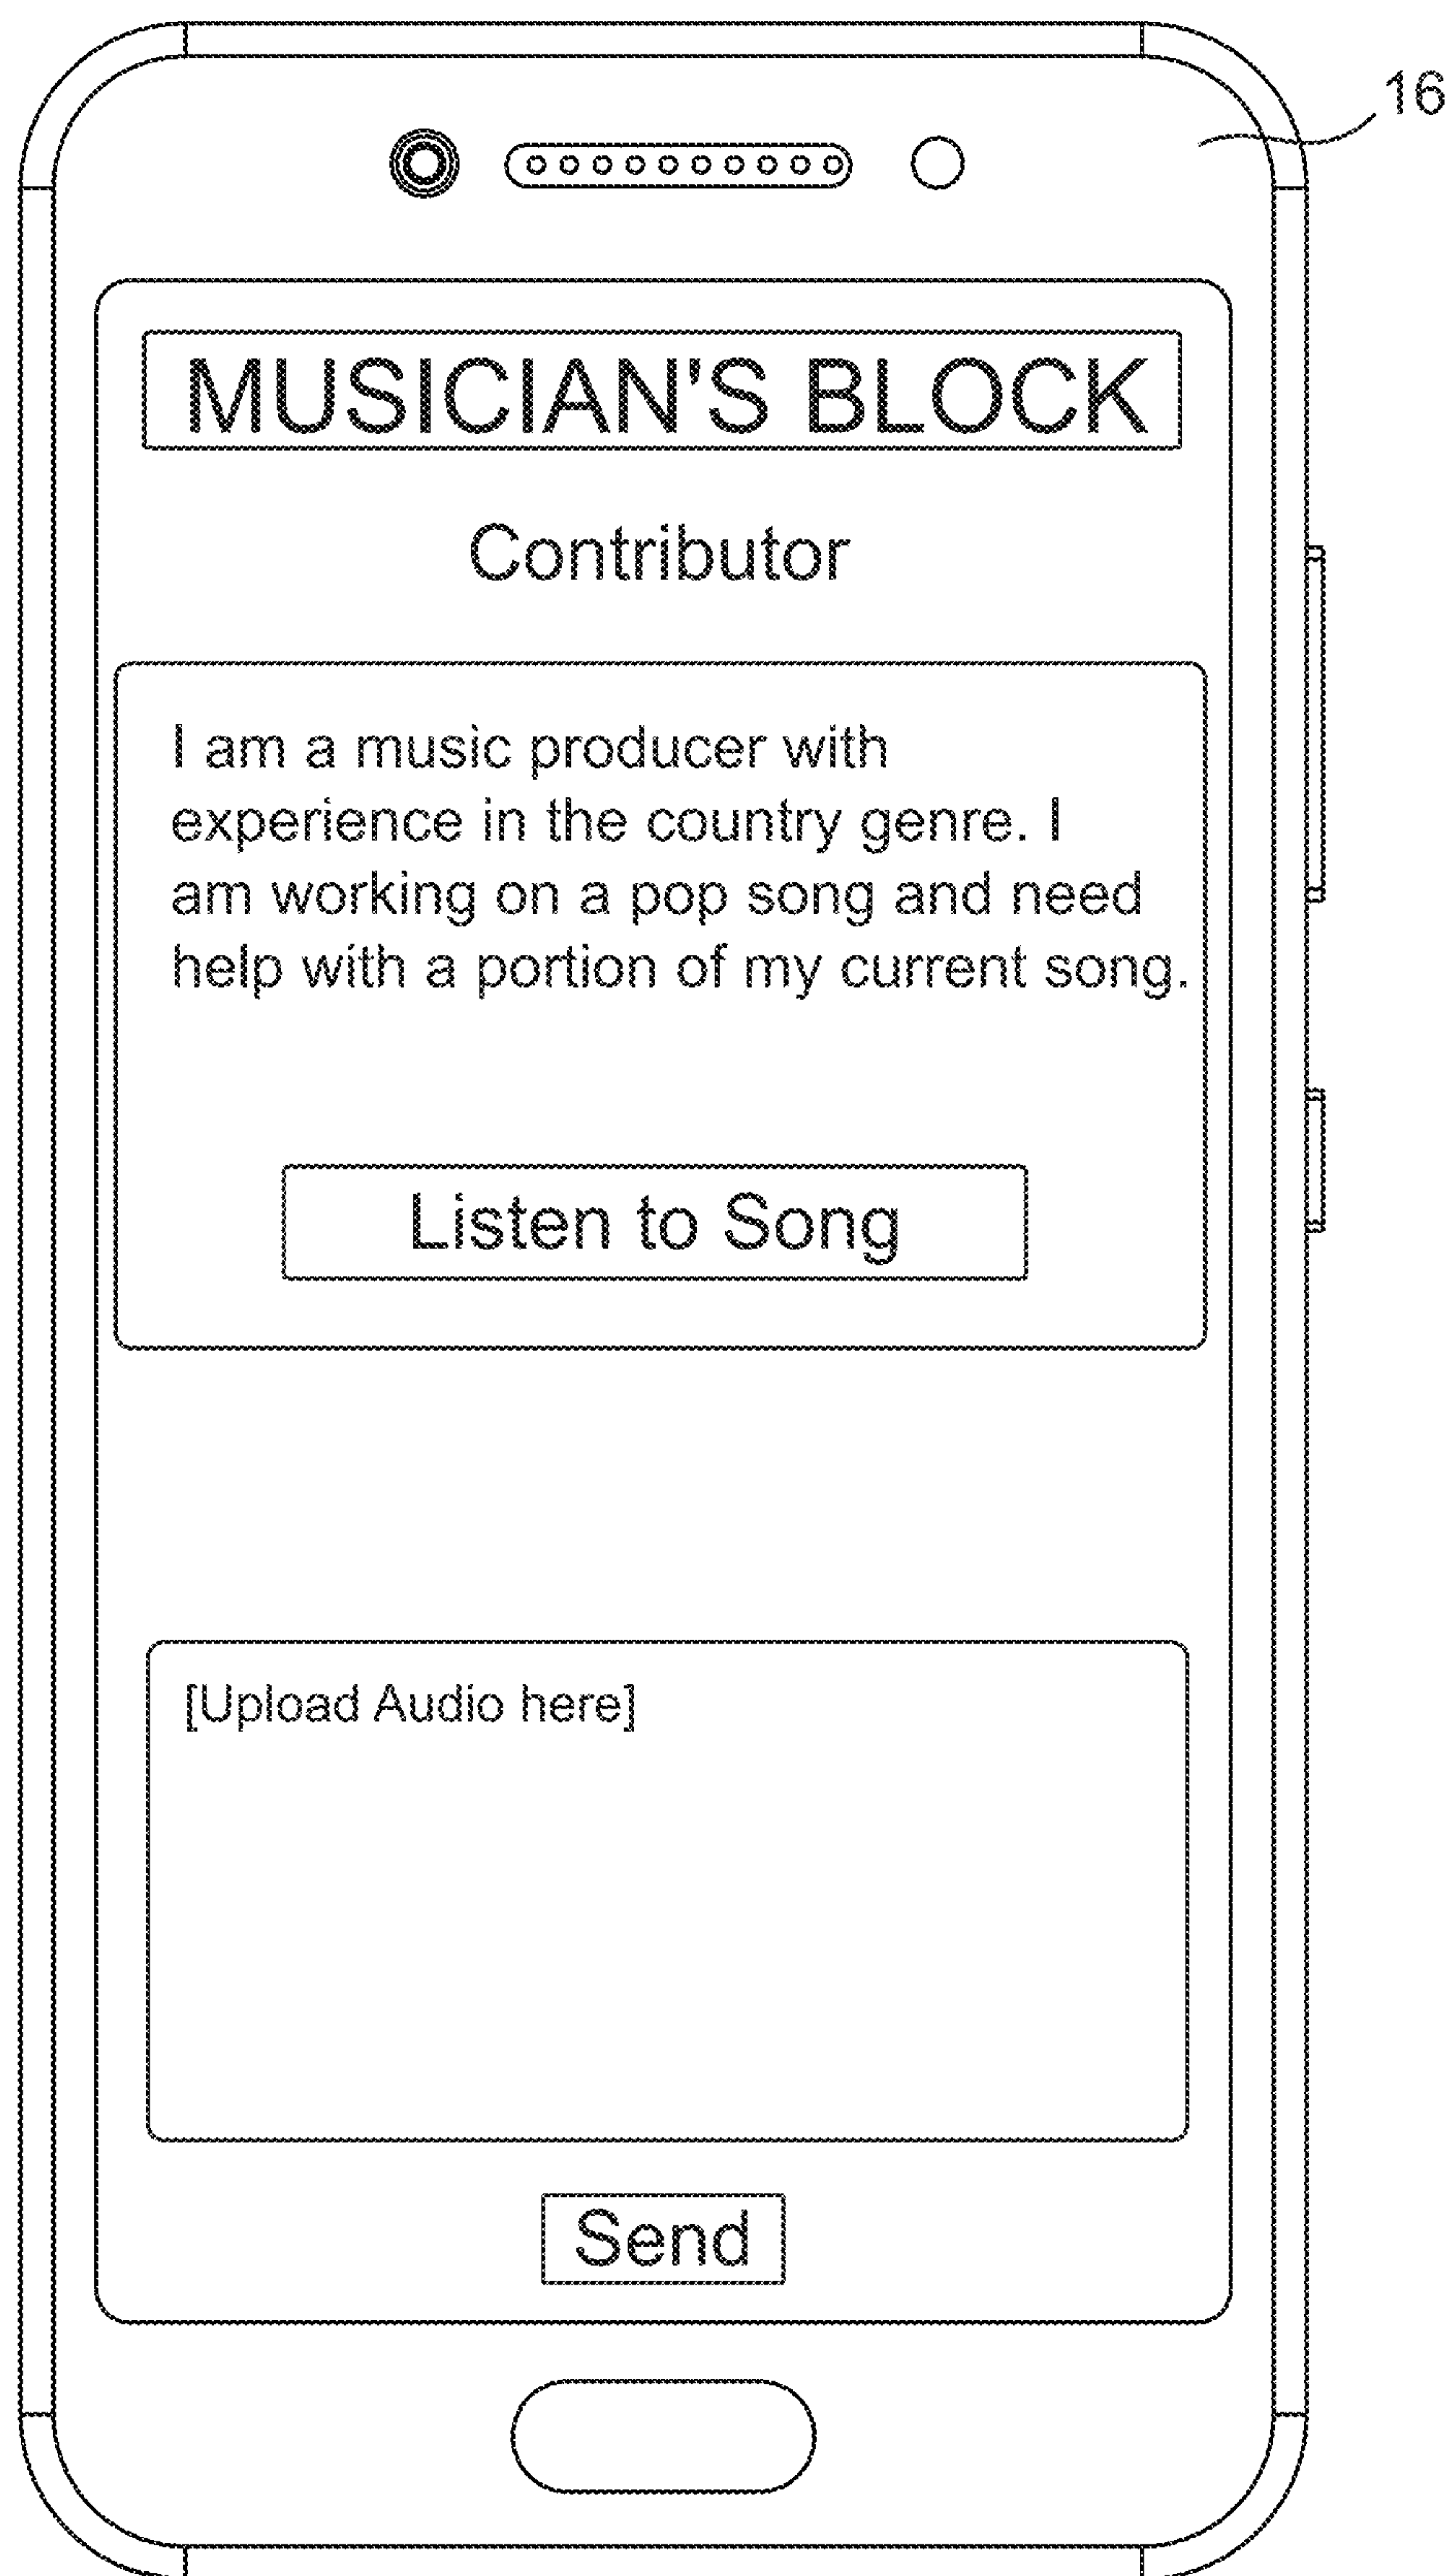 16
MUSICIAN'S BLOCK
Contributor
I am a music producer with
experience in the country genre. I
am working on a pop song and need
help with a portion of my current song.
Listen to Song
[Upload Audio here]
Send